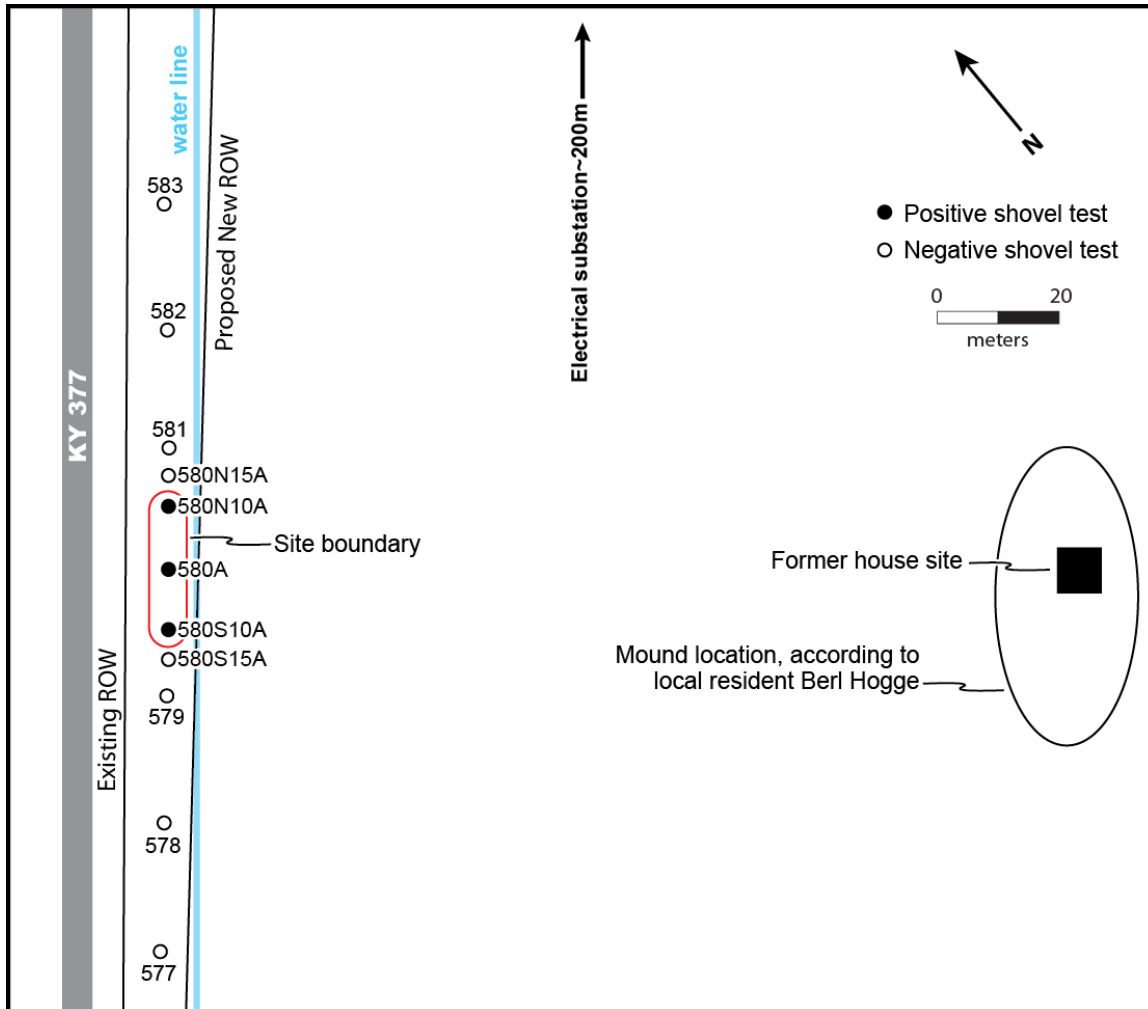 water line
Proposed New ROW
KY 377
Existing ROW
Electrical substation~200m
N
Positive shovel test
Negative shovel test
0 20
meters
583
582
581
580N15A
580N10A
580A
580S10A
580S15A
579
578
577
Site boundary
Former house site
Mound location, according to
local resident Berl Hogge